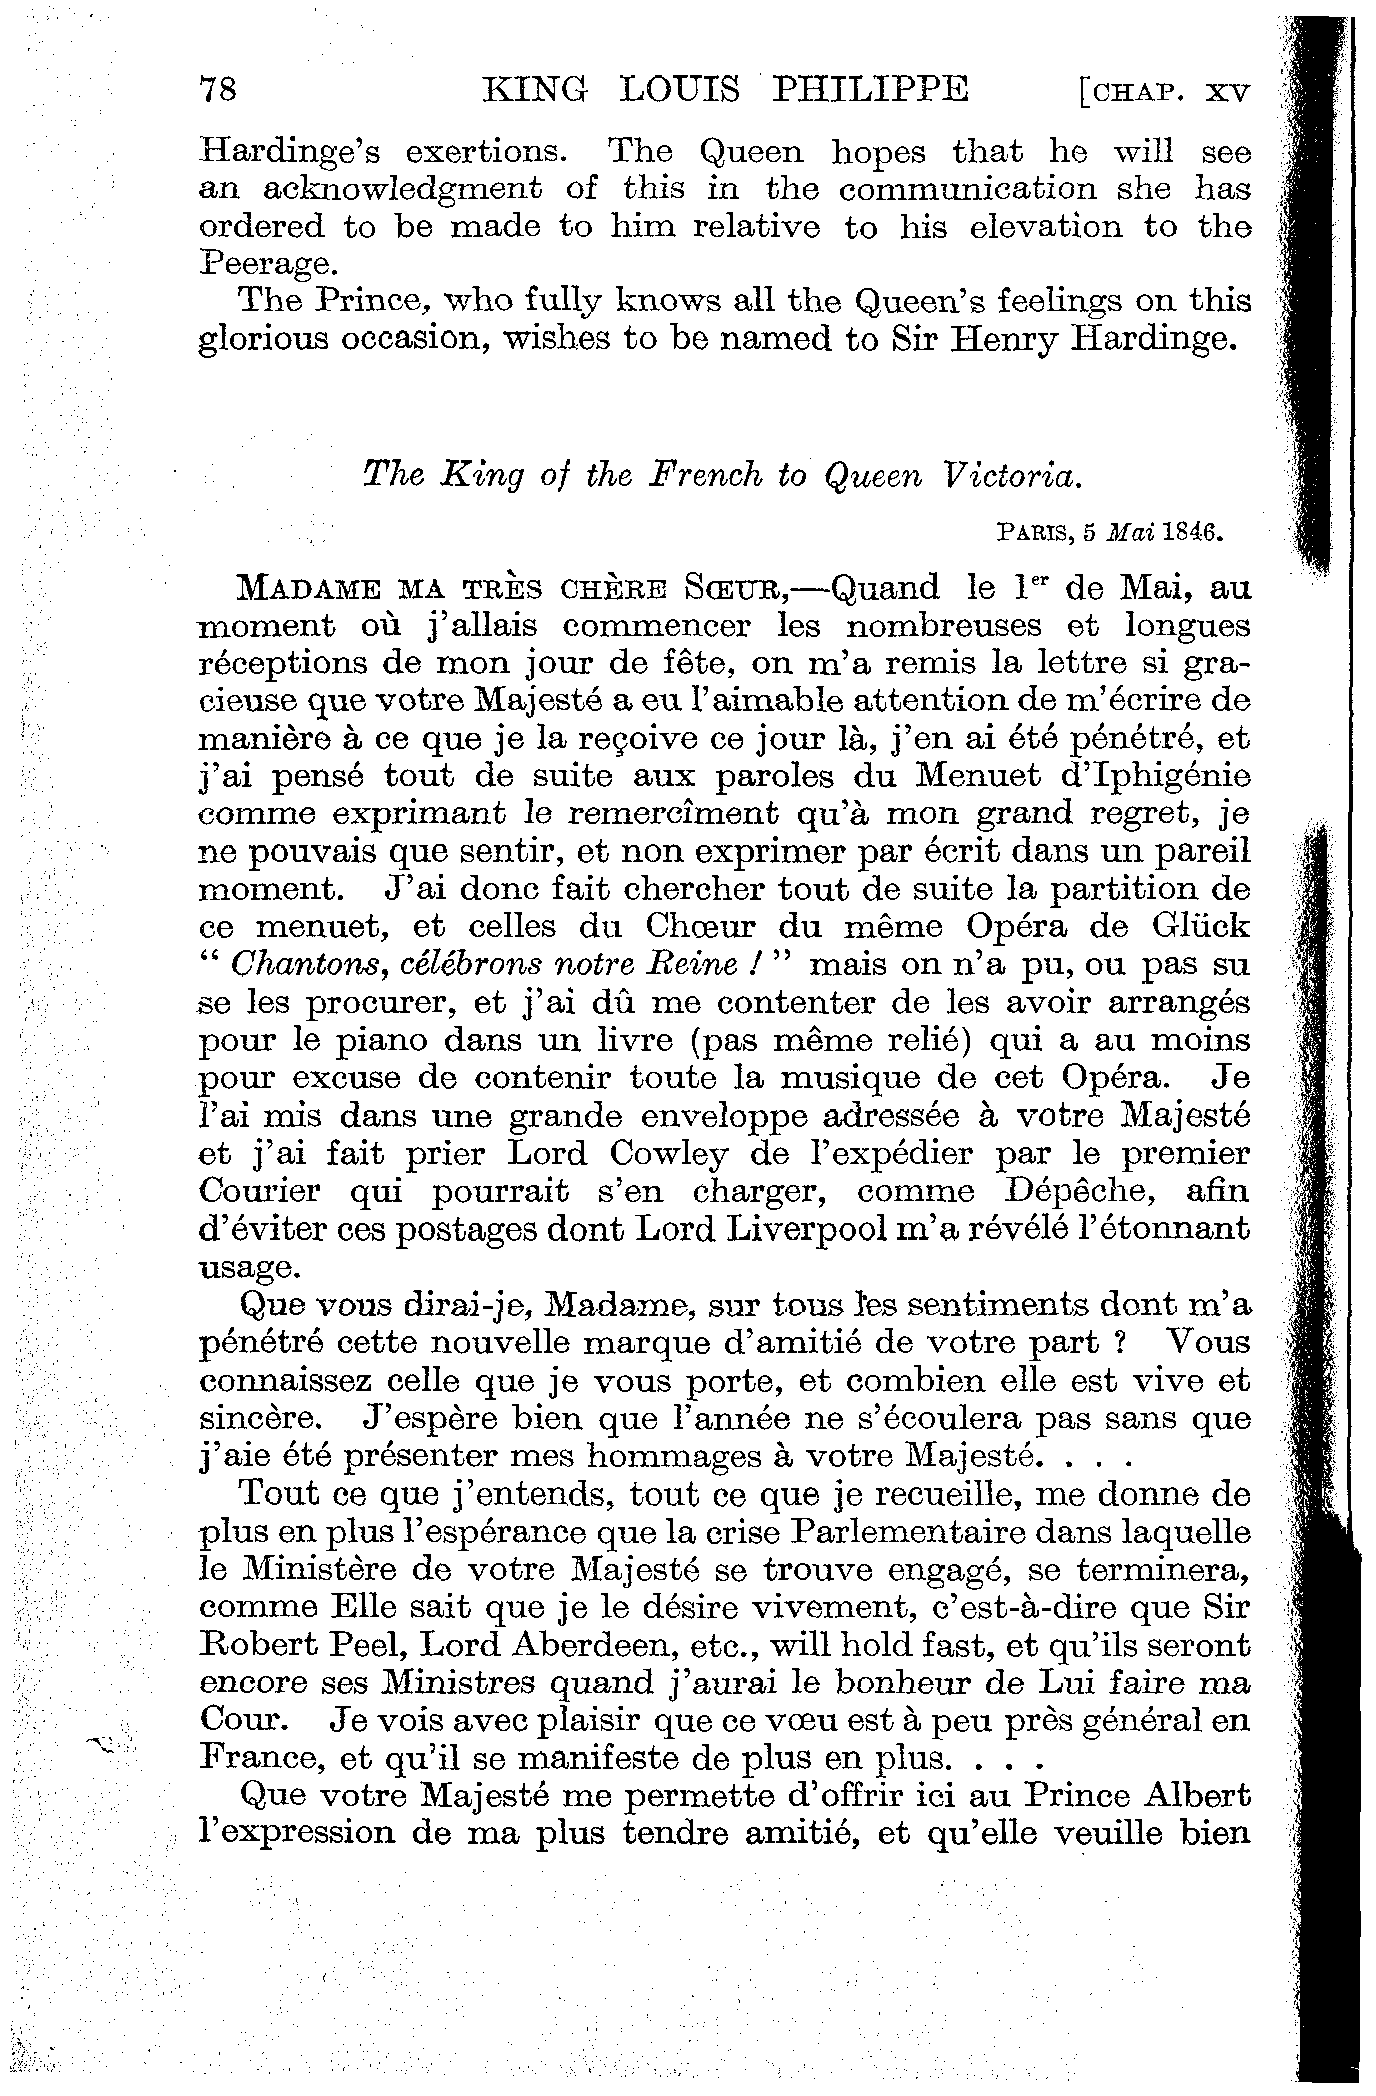 78 KING LOUIS PHILIPPE [CHAP. XV
Hardinge's exertions. The Queen hopes that he will see
an acknowledgment of this in the communication she has
ordered to be made to him relative to his elevation to the
Peerage.
The Prince, who fully knows all the Queen's feelings on this
glorious occasion, wishes to be named to Sir Henry Hardinge.
The King of the French to Queen Victoria.
PARIS, 5 Mai 1846.
MADAME MA TRÈS CHÈRE SŒUR,—Quand le 1er de Mai, au
moment où j'allais commencer les nombreuses et longues
réceptions de mon jour de fête, on m'a remis la lettre si gra-
cieuse que votre Majesté a eu l'aimable attention de m'écrire de
manière à ce que je la reçoive ce jour là, j'en ai été pénétré, et
j'ai pensé tout de suite aux paroles du Menuet d'Iphigénie
comme exprimant le remercîment qu'à mon grand regret, je
ne pouvais que sentir, et non exprimer par écrit dans un pareil
moment. J'ai donc fait chercher tout de suite la partition de
ce menuet, et celles du Chœur du même Opéra de Glück
“ Chantons, célébrons notre Reine ! ” mais on n'a pu, ou pas su
se les procurer, et j'ai dû me contenter de les avoir arrangés
pour le piano dans un livre (pas même relié) qui a au moins
pour excuse de contenir toute la musique de cet Opéra. Je
l'ai mis dans une grande enveloppe adressée à votre Majesté
et j'ai fait prier Lord Cowley de l'expédier par le premier
Courier qui pourrait s'en charger, comme Dépêche, afin
d'éviter ces postages dont Lord Liverpool m'a révélé l'étonnant
usage.
Que vous dirai-je, Madame, sur tous les sentiments dont m'a
pénétré cette nouvelle marque d'amitié de votre part ? Vous
connaissez celle que je vous porte, et combien elle est vive et
sincère. J'espère bien que l'année ne s'écoulera pas sans que
j'aie été présenter mes hommages à votre Majesté. . . .
Tout ce que j'entends, tout ce que je recueille, me donne de
plus en plus l'espérance que la crise Parlementaire dans laquelle
le Ministère de votre Majesté se trouve engagé, se terminera,
comme Elle sait que je le désire vivement, c'est-à-dire que Sir
Robert Peel, Lord Aberdeen, etc., will hold fast, et qu'ils seront
encore ses Ministres quand j'aurai le bonheur de Lui faire ma
Cour. Je vois avec plaisir que ce vœu est à peu près général en
France, et qu'il se manifeste de plus en plus. . . .
Que votre Majesté me permette d'offrir ici au Prince Albert
l'expression de ma plus tendre amitié, et qu'elle veuille bien